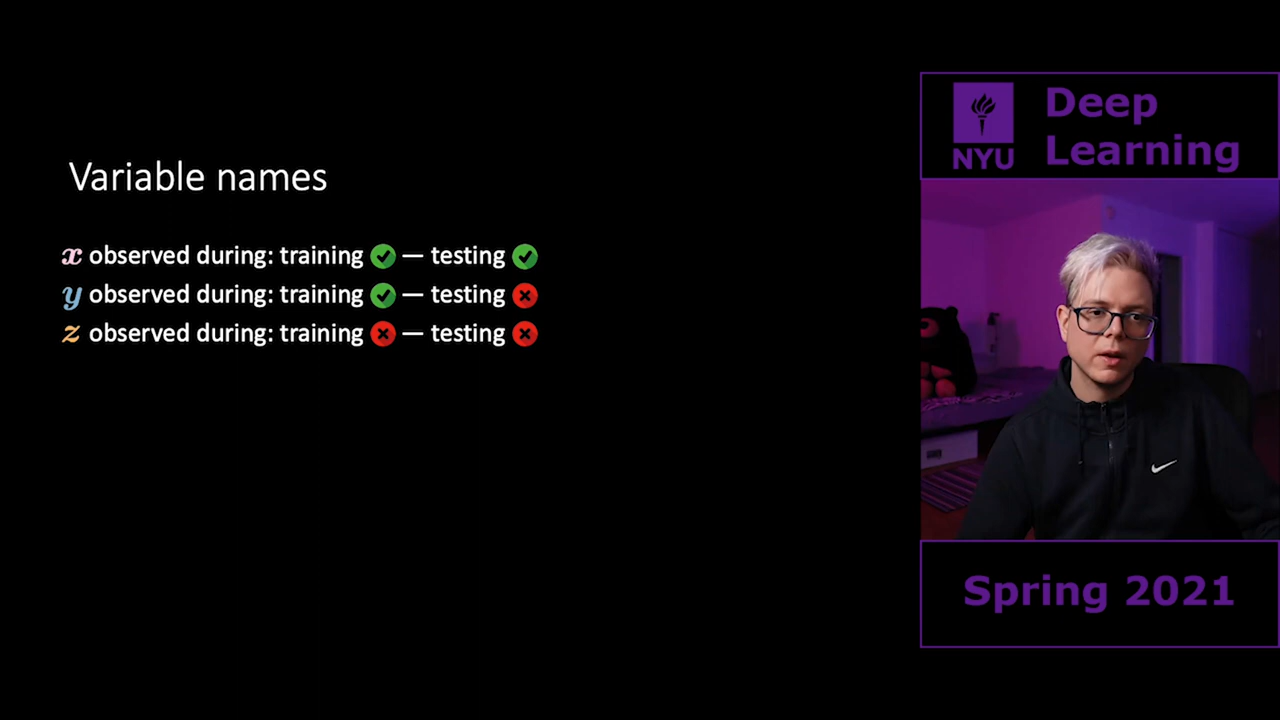 Variable names
x observed during: training ✅ — testing ✅
y observed during: training ✅ — testing ❌
z observed during: training ❌ — testing ❌
NYU
Deep
Learning
Spring 2021